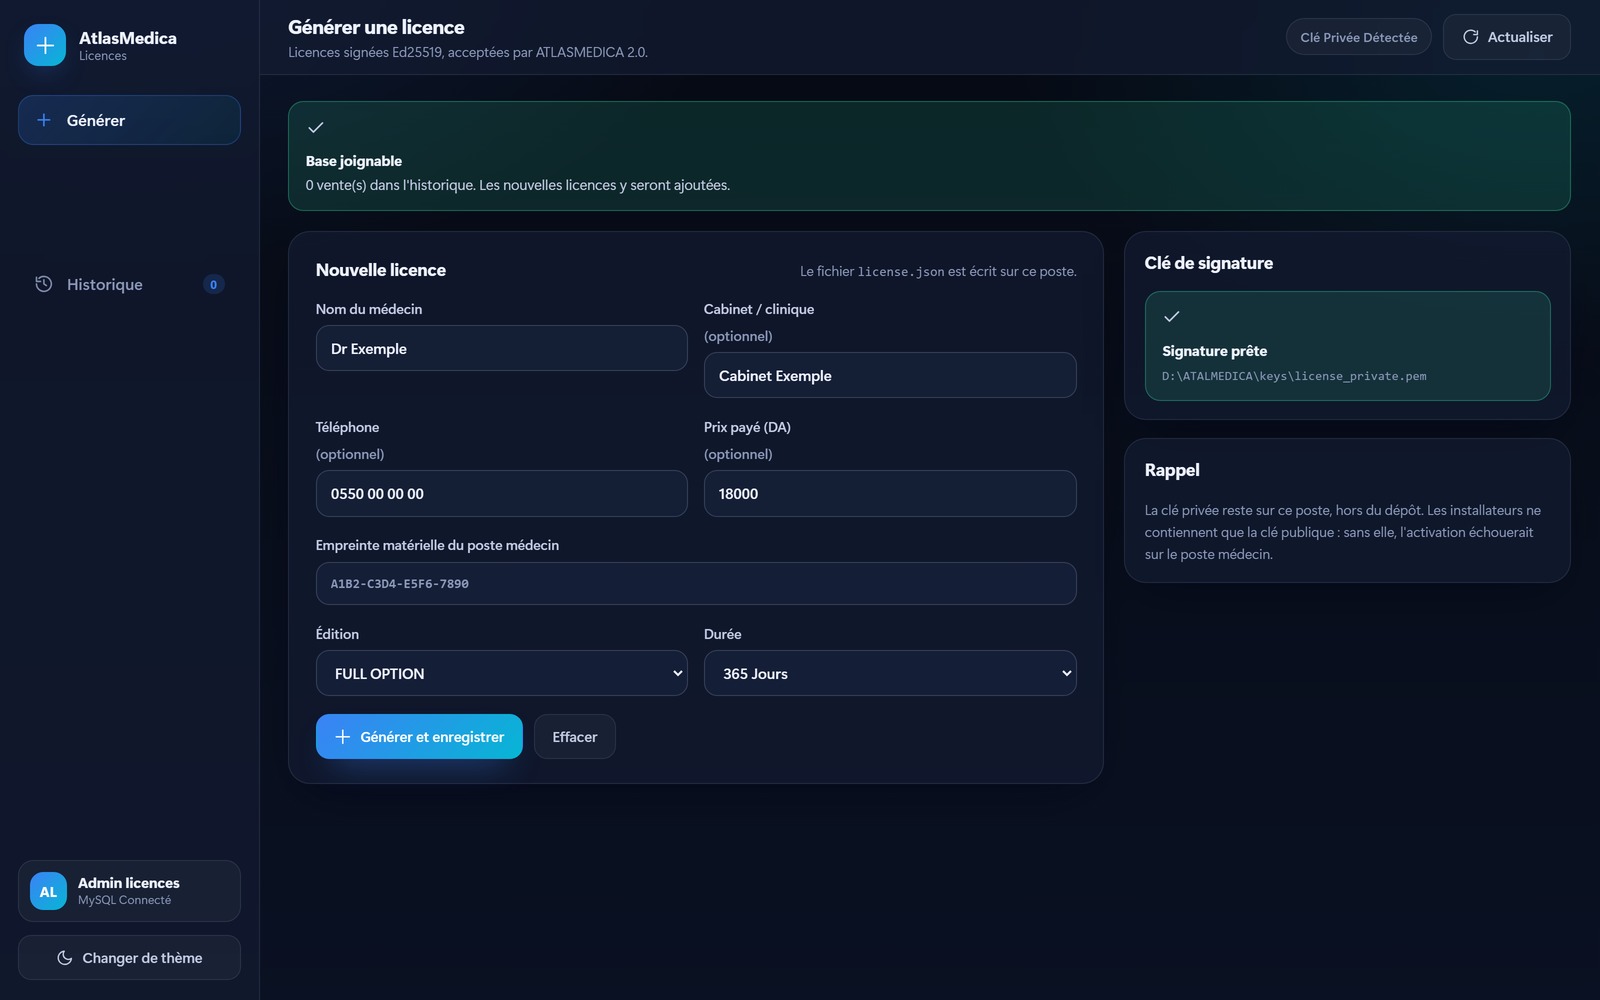 AtlasMedica
Licences
Générer
Historique
0
Admin licences
AL
MySQL Connecté
Changer de thème
Générer une licence
Licences signées Ed25519, acceptées par ATLASMEDICA 2.0.
Clé Privée Détectée
Actualiser
Base joignable
0 vente(s) dans l'historique. Les nouvelles licences y seront ajoutées.
Nouvelle licence
Le fichier license.json est écrit sur ce poste.
Nom du médecin
Dr Exemple
Cabinet / clinique
(optionnel)
Cabinet Exemple
Téléphone
(optionnel)
0550 00 00 00
Prix payé (DA)
(optionnel)
18000
Empreinte matérielle du poste médecin
A1B2-C3D4-E5F6-7890
Édition
FULL OPTION
Durée
365 Jours
Générer et enregistrer
Effacer
Clé de signature
Signature prête
D:\ATALMEDICA\keys\license_private.pem
Rappel
La clé privée reste sur ce poste, hors du dépôt. Les installateurs ne
contiennent que la clé publique : sans elle, l'activation échouerait
sur le poste médecin.